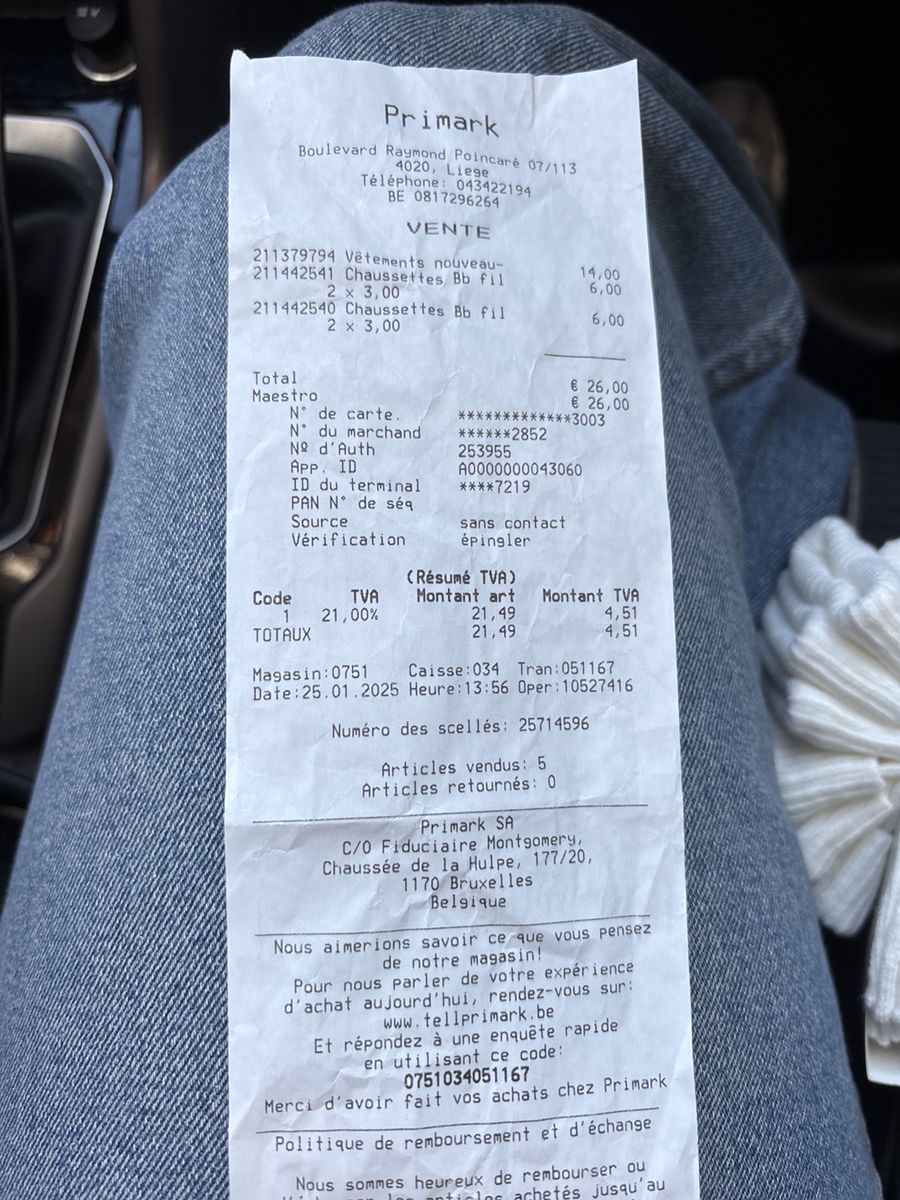 Primark
Boulevard Raymond Poincaré 07/113
4020, Liege
Téléphone: 043422194
BE 0817296264
VENTE
211379794 Vêtements nouveau- 14,00
211442541 Chaussettes Bb fil 6,00
2 x 3,00
211442540 Chaussettes Bb fil 6,00
2 x 3,00
Total € 26,00
Maestro € 26,00
N° de carte. *************3003
N° du marchand ******2852
Nº d'Auth 253955
App. ID A0000000043060
ID du terminal ****7219
PAN N° de séq
Source sans contact
Vérification épingler
(Résumé TVA)
Code TVA Montant art Montant TVA
1 21,00% 21,49 4,51
TOTAUX 21,49 4,51
Magasin:0751 Caisse:034 Tran:051167
Date:25.01.2025 Heure:13:56 Oper:10527416
Numéro des scellés: 25714596
Articles vendus: 5
Articles retournés: 0
Primark SA
C/O Fiduciaire Montgomery,
Chaussée de la Hulpe, 177/20,
1170 Bruxelles
Belgique
Nous aimerions savoir ce que vous pensez
de notre magasin!
Pour nous parler de votre expérience
d'achat aujourd'hui, rendez-vous sur:
www.tellprimark.be
Et répondez à une enquête rapide
en utilisant ce code:
0751034051167
Merci d'avoir fait vos achats chez Primark
Politique de remboursement et d'échange
Nous sommes heureux de rembourser ou
les articles achetés jusqu'au